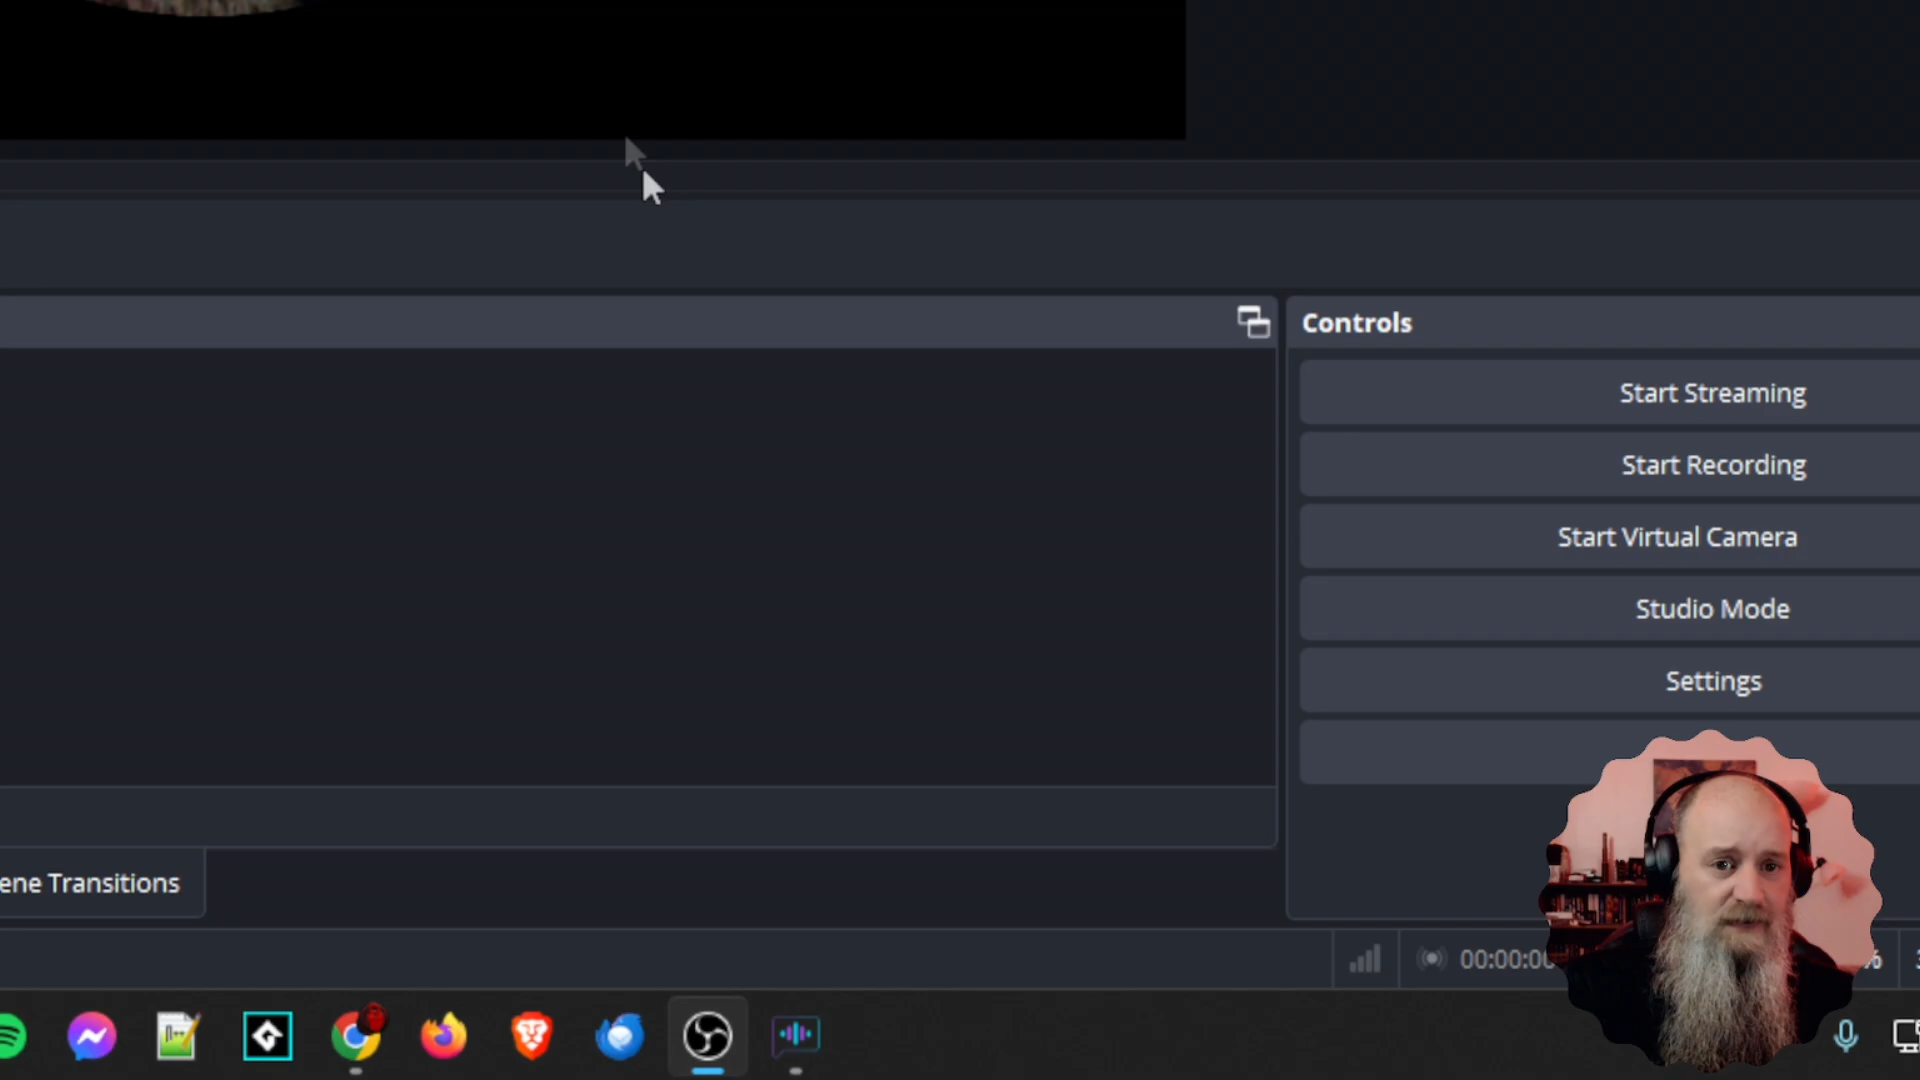 Controls
Start Streaming
Start Recording
Start Virtual Camera
Studio Mode
Settings
ene Transitions
00:00:0
%